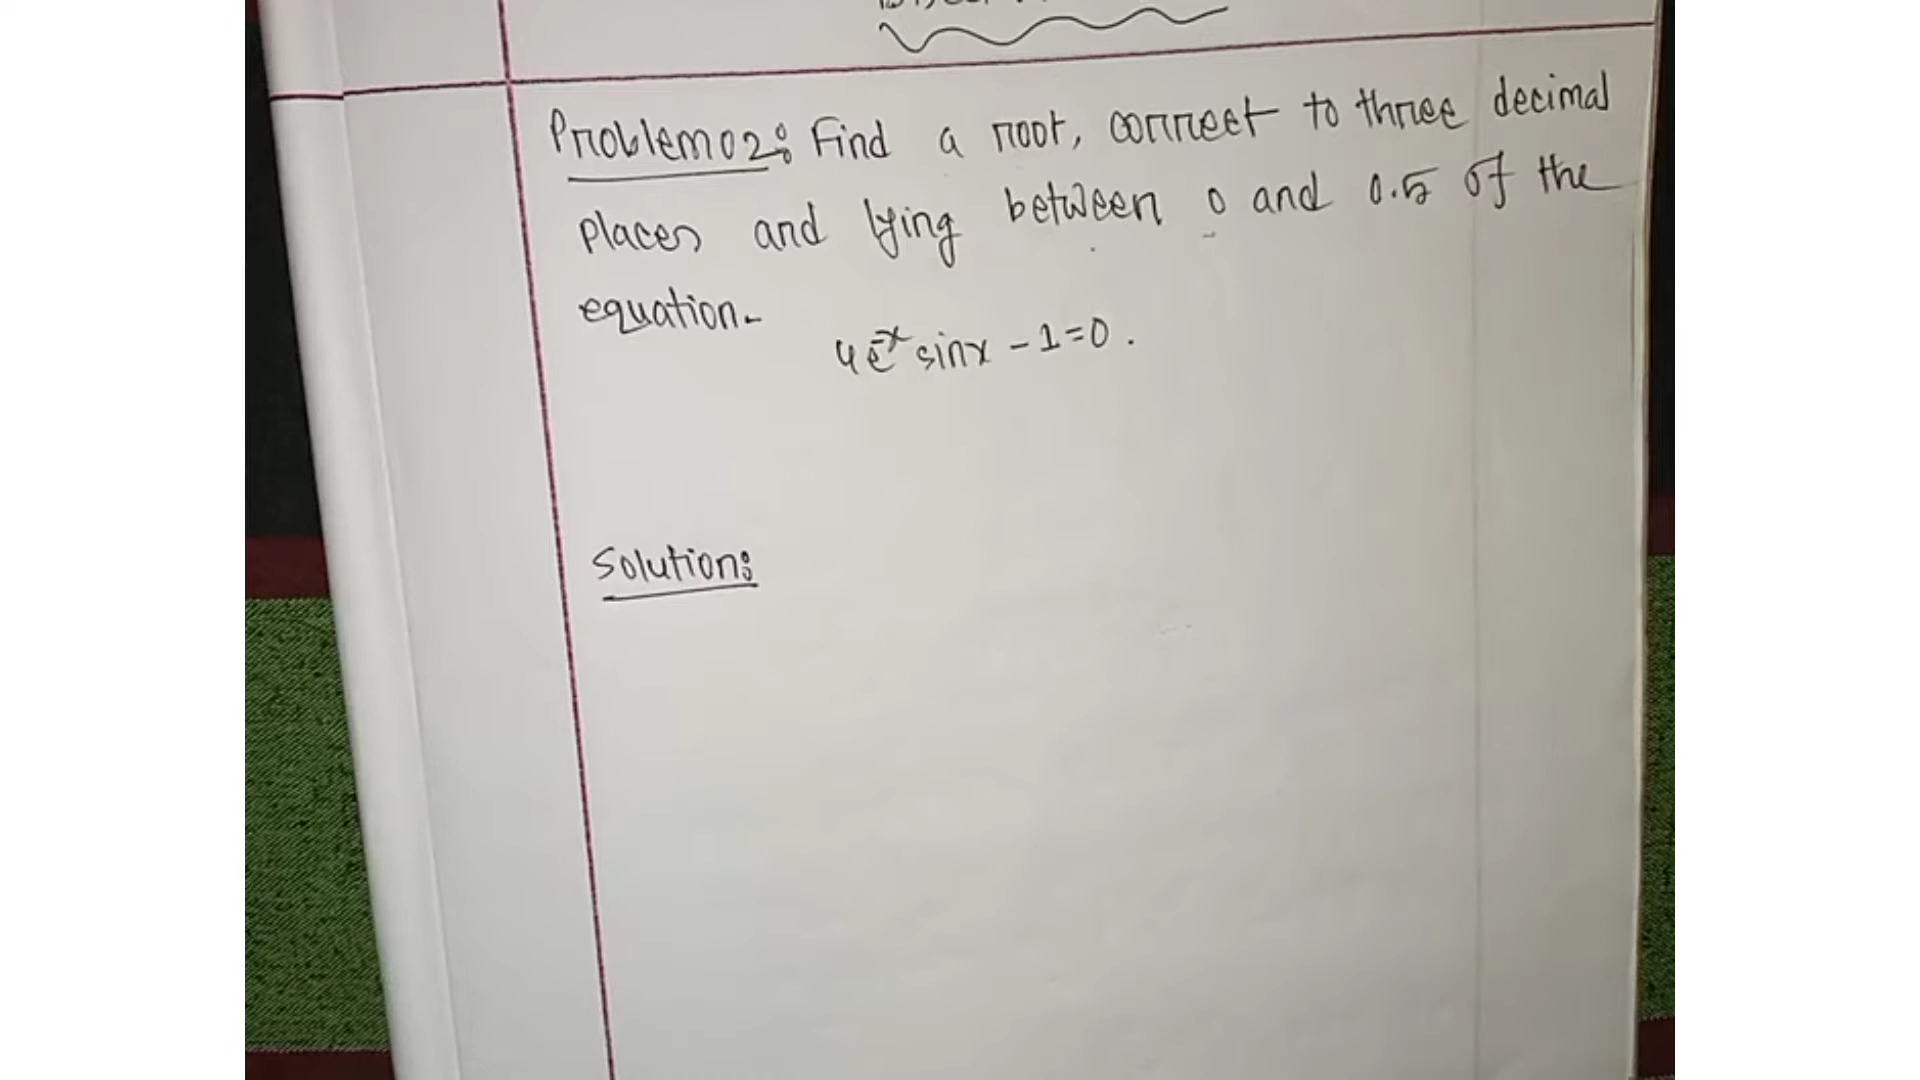 Problem 02: Find a root, correct to three decimal
places and lying between 0 and 0.5 of the
equation.
4e^-x sinx - 1 = 0.
Solution: